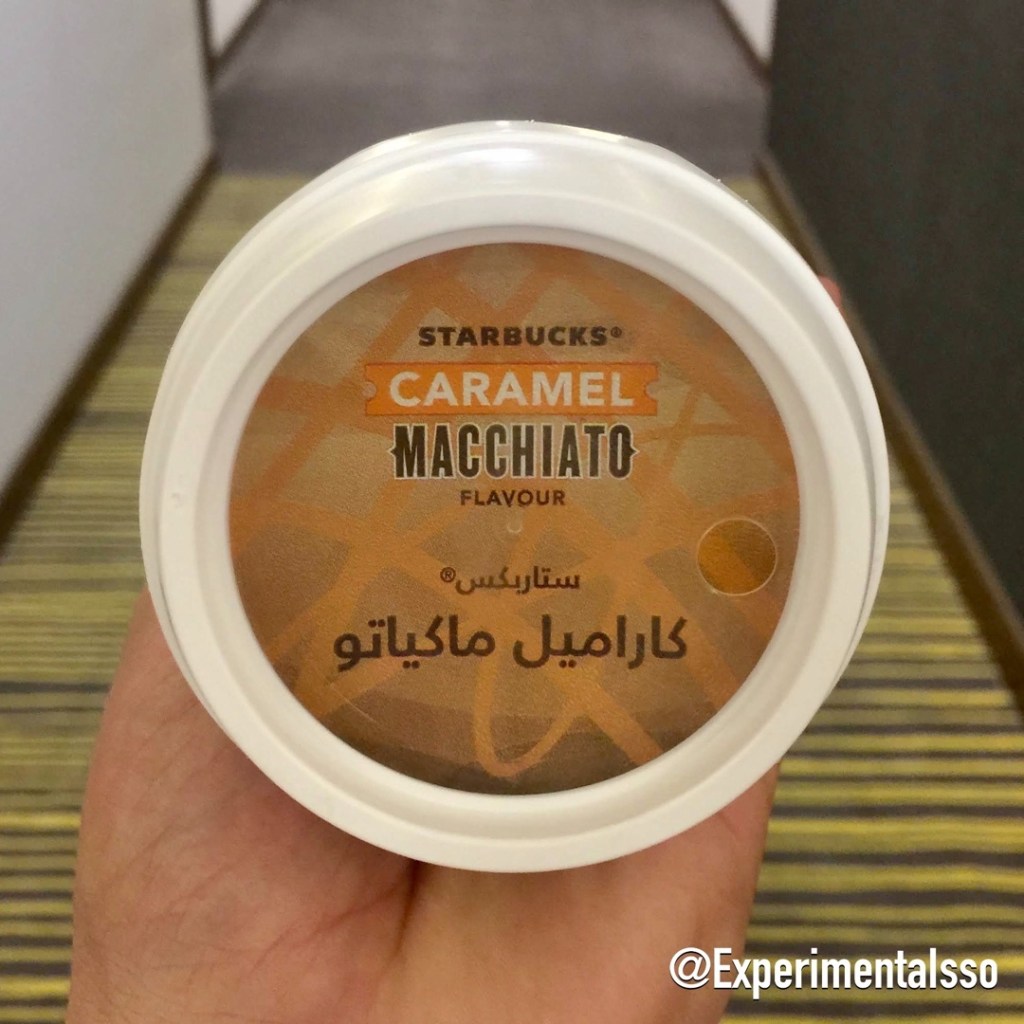 STARBUCKS®
CARAMEL
MACCHIATO
FLAVOUR
ستاربكس®
كاراميل ماكياتو
@Experimentalsso